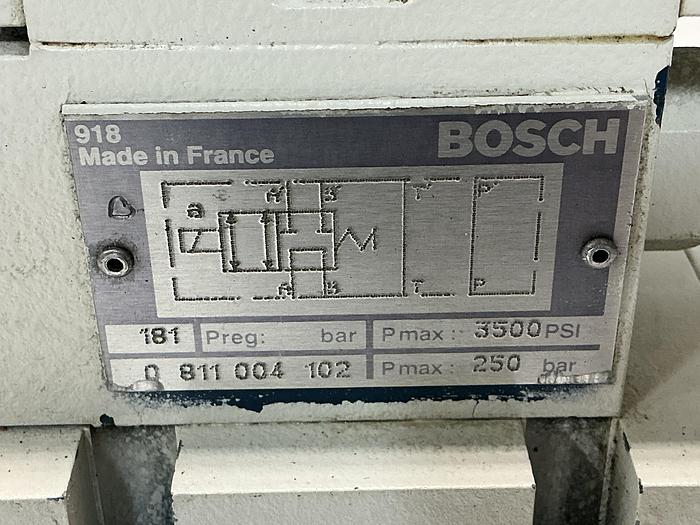 918
BOSCH
Made in France
A' B' T' P'
a
A B T P
181 Preg: bar Pmax: 3500 PSI
0 811 004 102 Pmax: 250 bar